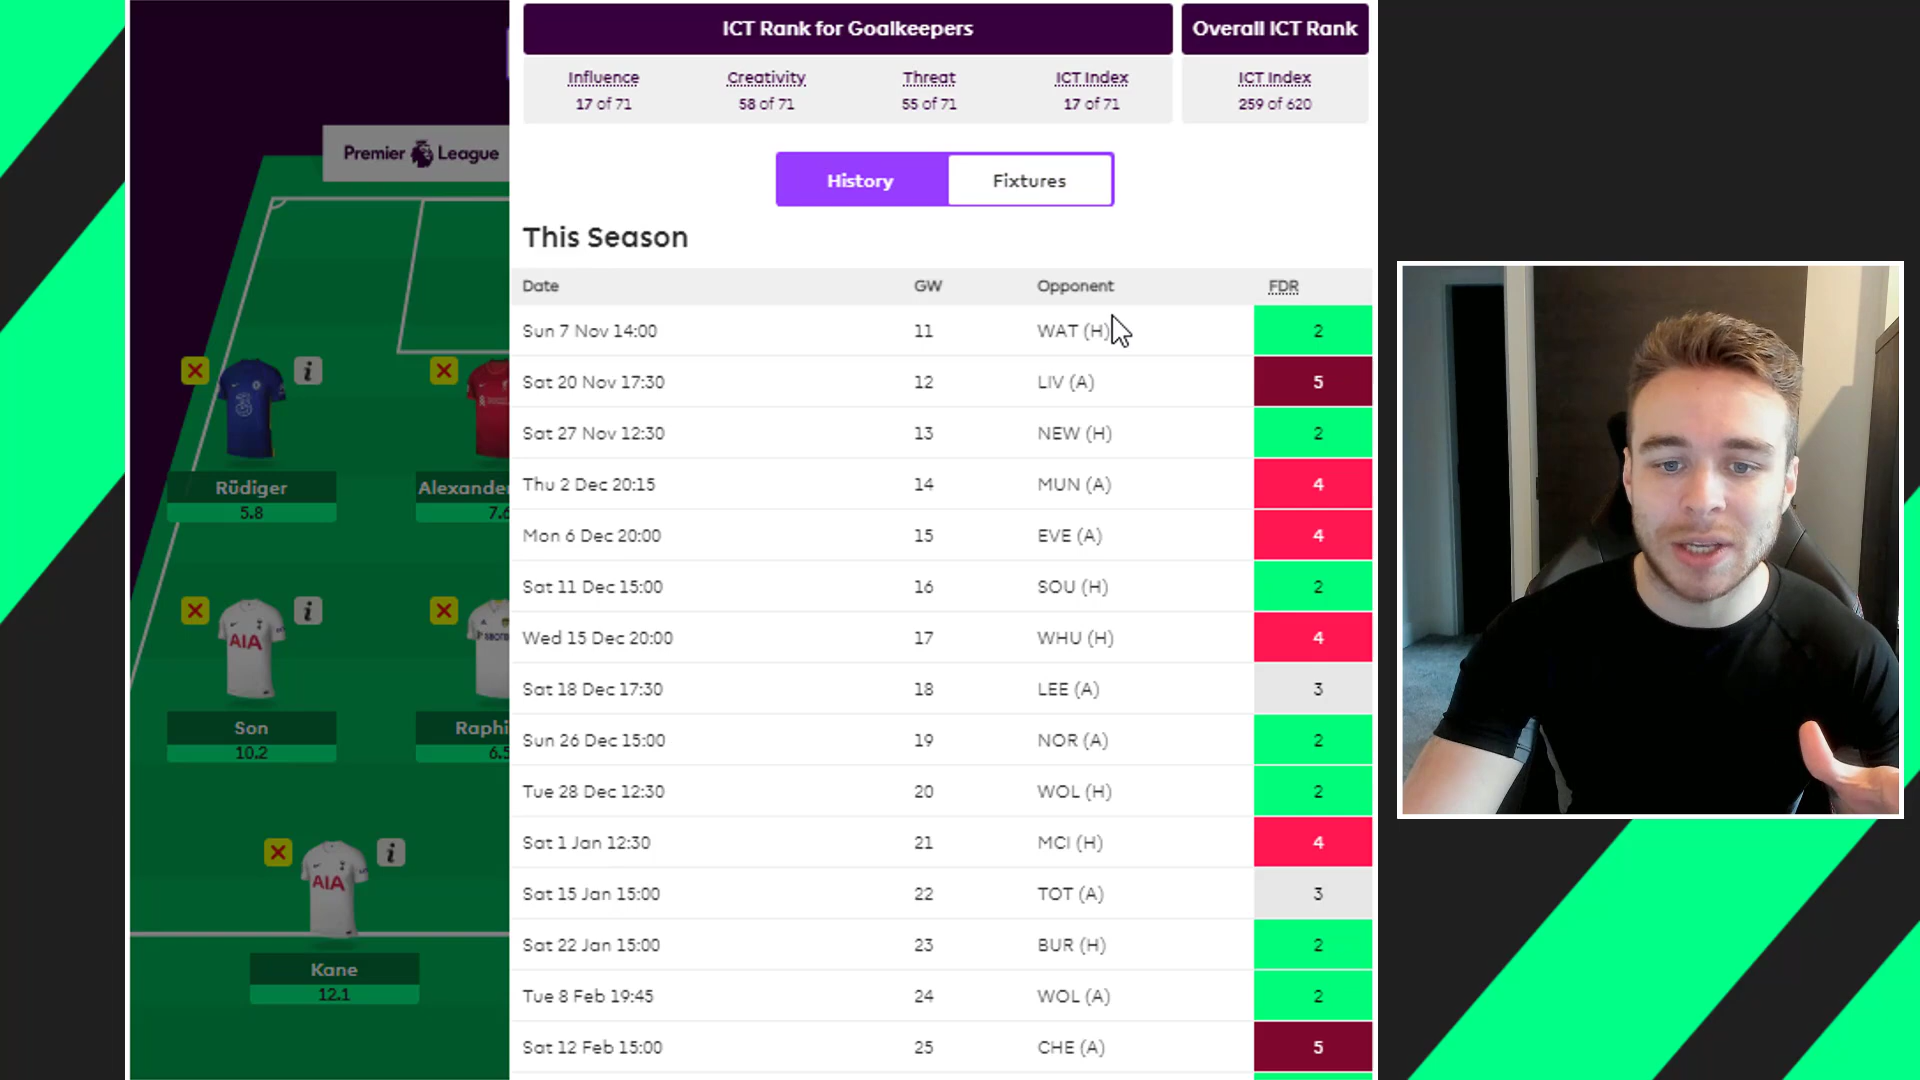 ICT Rank for Goalkeepers
Overall ICT Rank
Influence Creativity Threat ICT Index ICT Index
17 of 71 58 of 71 55 of 71 17 of 71 259 of 620
Premier League
History Fixtures
This Season
Date GW Opponent FDR
Sun 7 Nov 14:00 11 WAT (H) 2
Sat 20 Nov 17:30 12 LIV (A) 5
Sat 27 Nov 12:30 13 NEW (H) 2
Thu 2 Dec 20:15 14 MUN (A) 4
Mon 6 Dec 20:00 15 EVE (A) 4
Sat 11 Dec 15:00 16 SOU (H) 2
Wed 15 Dec 20:00 17 WHU (H) 4
Sat 18 Dec 17:30 18 LEE (A) 3
Sun 26 Dec 15:00 19 NOR (A) 2
Tue 28 Dec 12:30 20 WOL (H) 2
Sat 1 Jan 12:30 21 MCI (H) 4
Sat 15 Jan 15:00 22 TOT (A) 3
Sat 22 Jan 15:00 23 BUR (H) 2
Tue 8 Feb 19:45 24 WOL (A) 2
Sat 12 Feb 15:00 25 CHE (A) 5
Rüdiger
5.8
Alexande
7.6
AIA
Son
10.2
Raphi
6.5
AIA
Kane
12.1